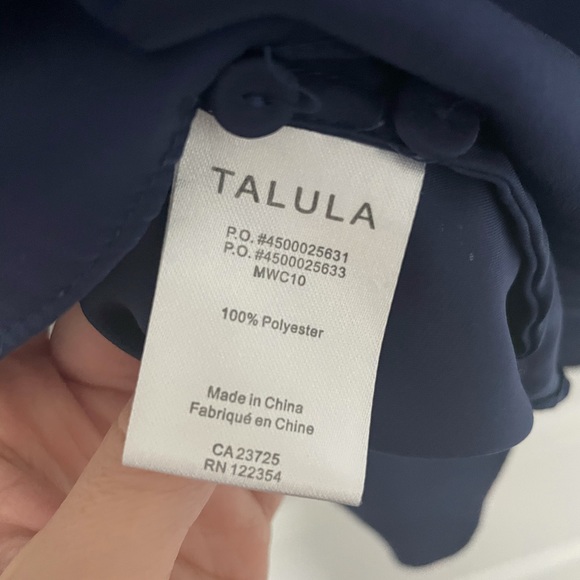 TALULA
P.O. #4500025631
P.O. #4500025633
MWC10
100% Polyester
Made in China
Fabriqué en Chine
CA 23725
RN 122354